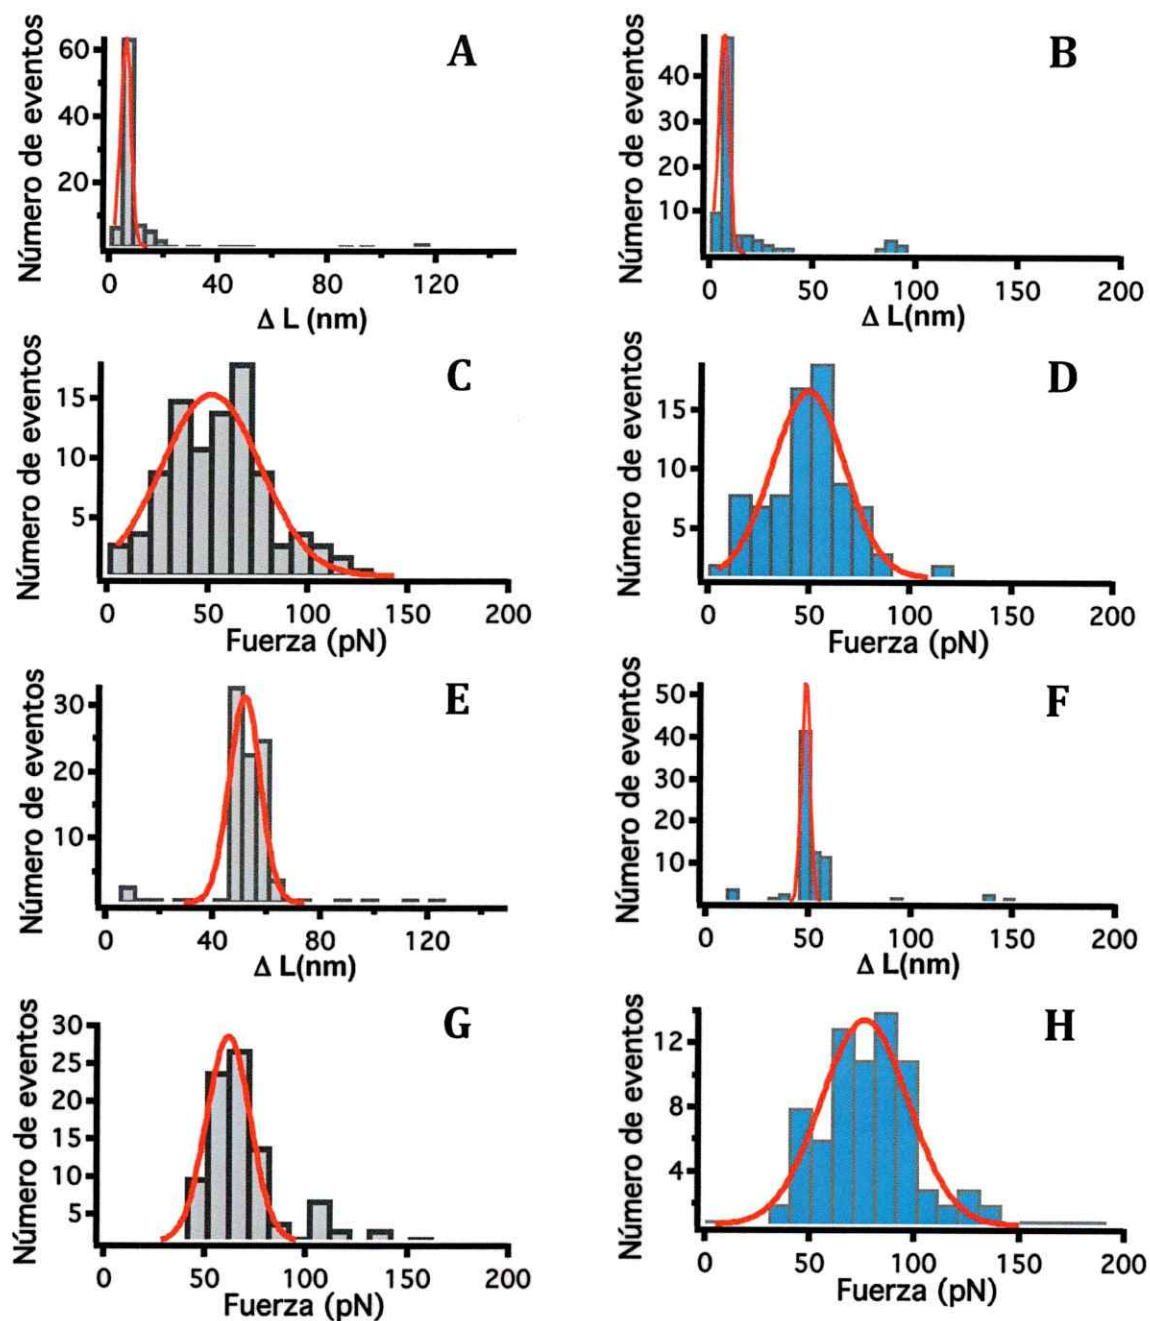 A
Número de eventos
60
40
20
0 40 80 120
Δ L (nm)
B
Número de eventos
40
30
20
10
0 50 100 150 200
Δ L(nm)
C
Número de eventos
15
10
5
0 50 100 150 200
Fuerza (pN)
D
Número de eventos
15
10
5
0 50 100 150 200
Fuerza (pN)
E
Número de eventos
30
20
10
0 40 80 120
Δ L(nm)
F
Número de eventos
50
40
30
20
10
0 50 100 150 200
Δ L(nm)
G
Número de eventos
30
25
20
15
10
5
0 50 100 150 200
Fuerza (pN)
H
Número de eventos
12
8
4
0 50 100 150 200
Fuerza (pN)